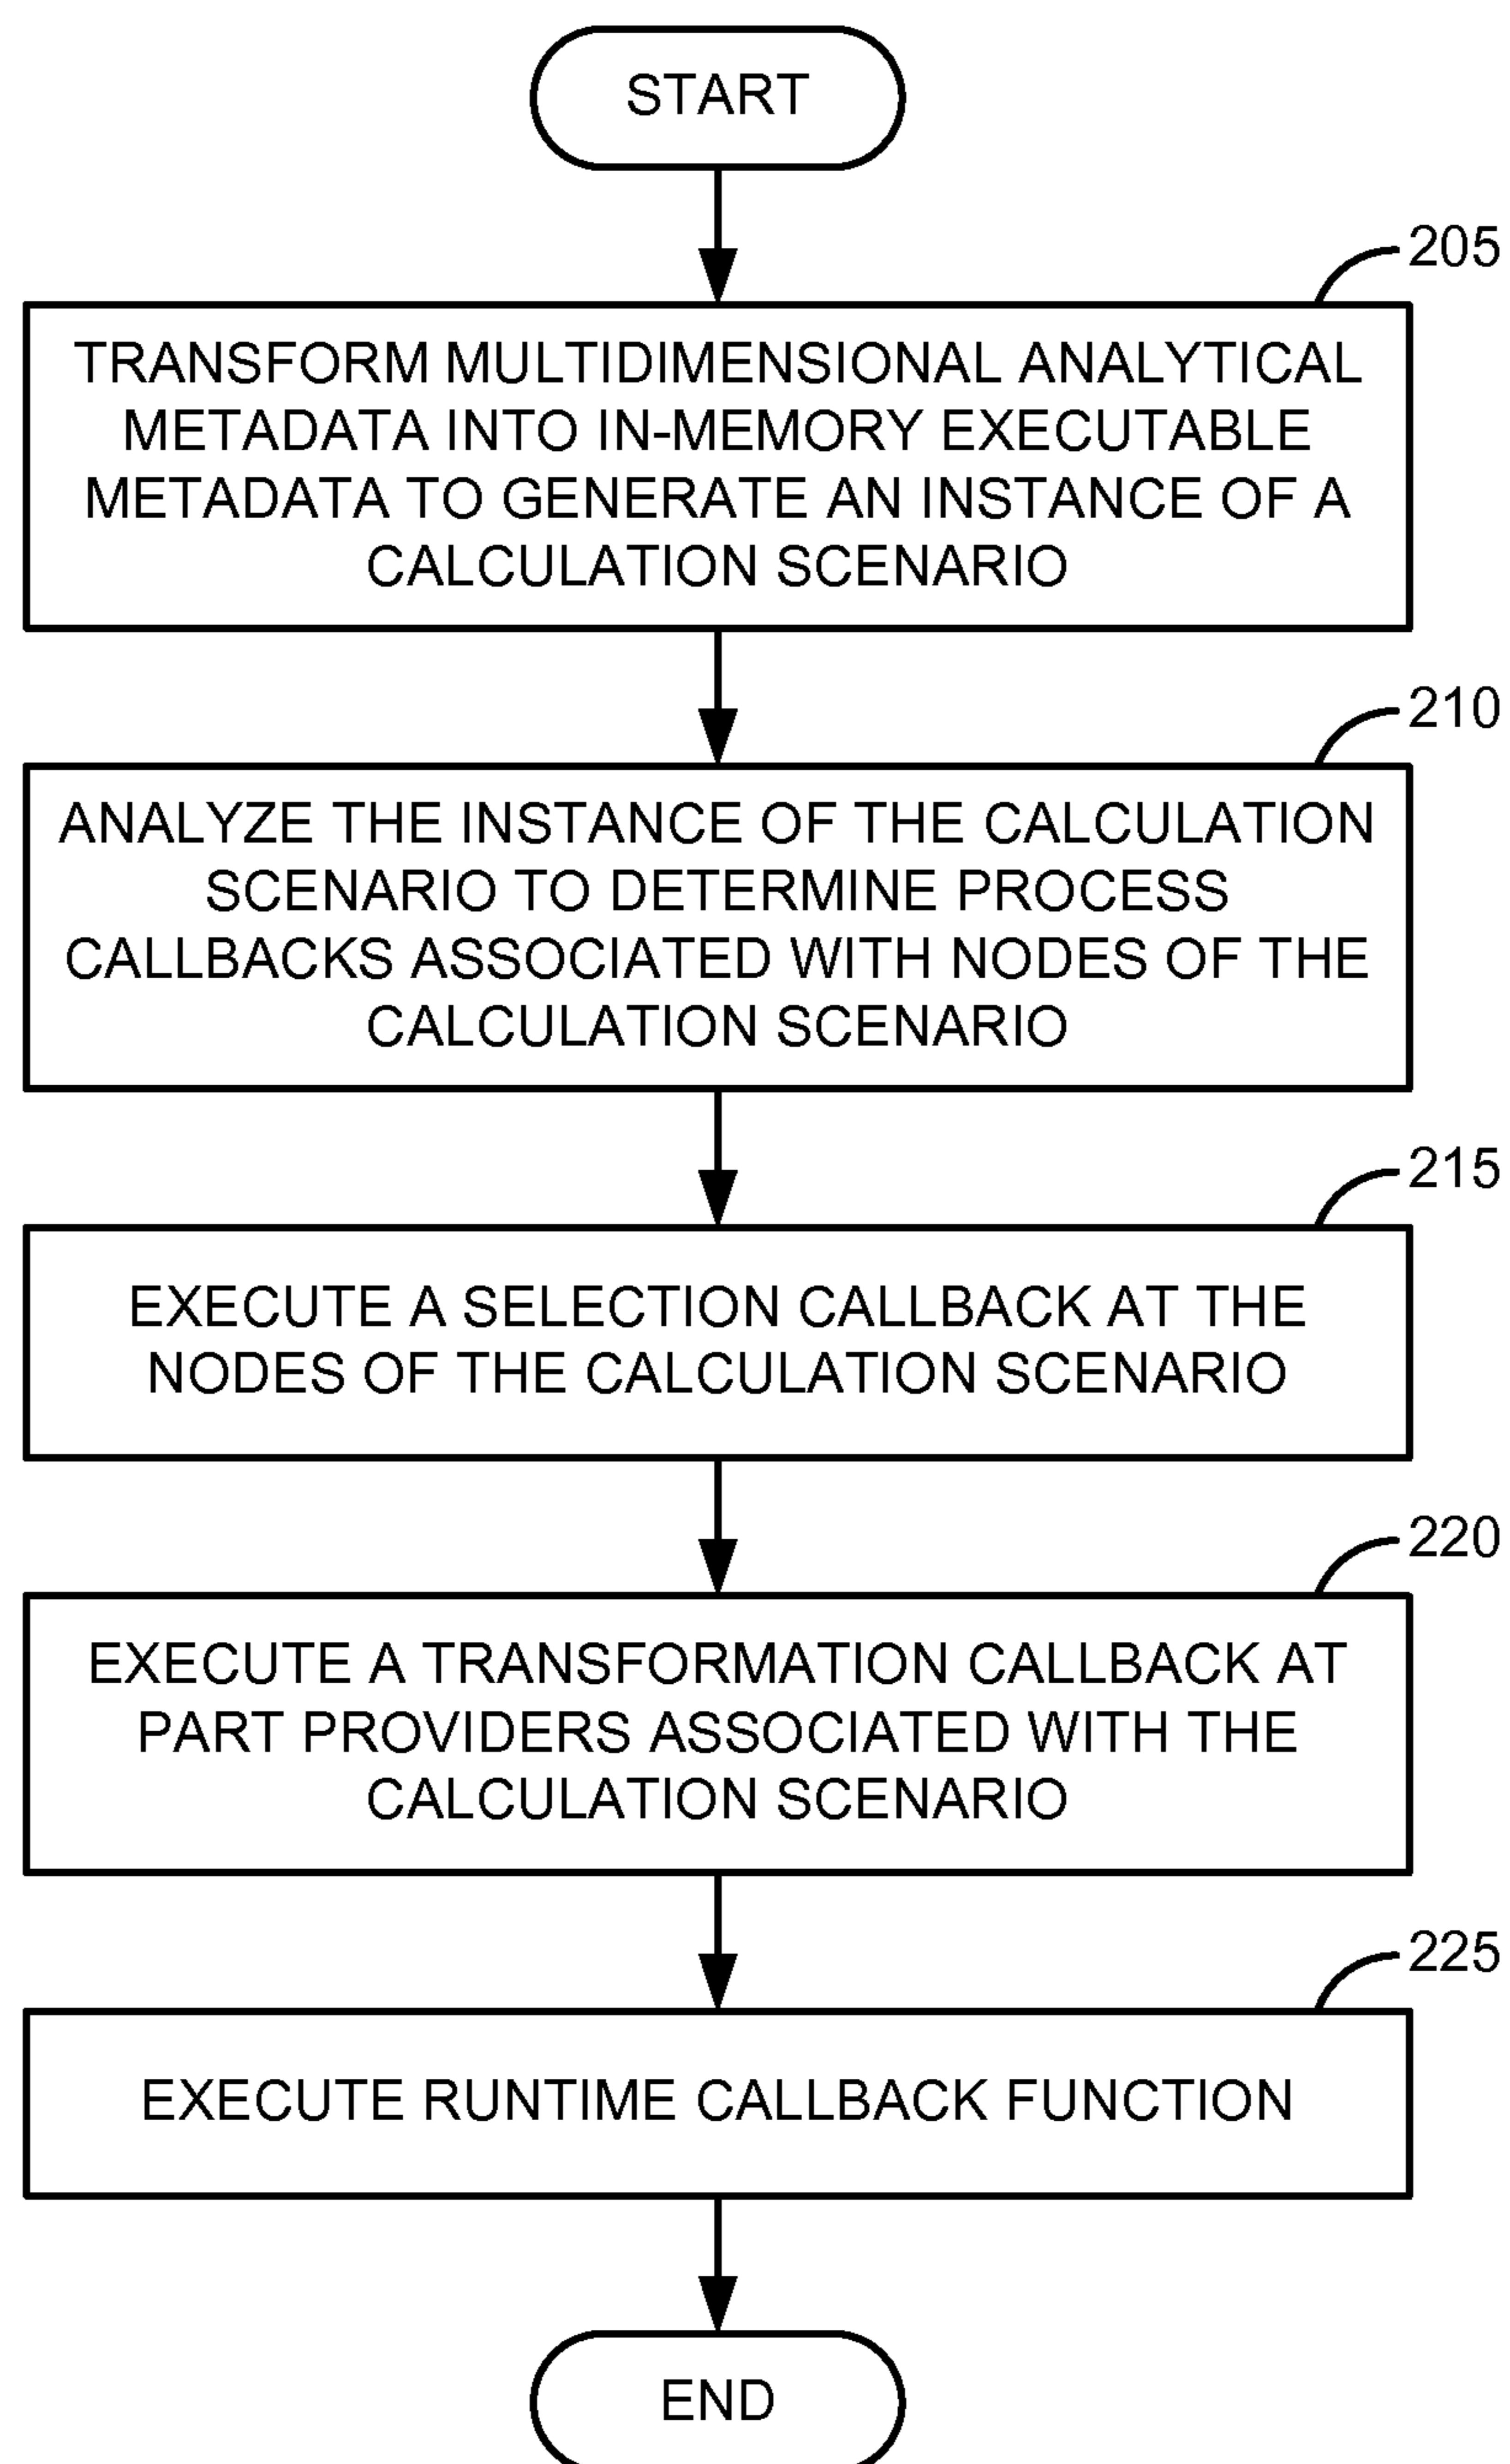 START
205
TRANSFORM MULTIDIMENSIONAL ANALYTICAL
METADATA INTO IN-MEMORY EXECUTABLE
METADATA TO GENERATE AN INSTANCE OF A
CALCULATION SCENARIO
210
ANALYZE THE INSTANCE OF THE CALCULATION
SCENARIO TO DETERMINE PROCESS
CALLBACKS ASSOCIATED WITH NODES OF THE
CALCULATION SCENARIO
215
EXECUTE A SELECTION CALLBACK AT THE
NODES OF THE CALCULATION SCENARIO
220
EXECUTE A TRANSFORMATION CALLBACK AT
PART PROVIDERS ASSOCIATED WITH THE
CALCULATION SCENARIO
225
EXECUTE RUNTIME CALLBACK FUNCTION
END